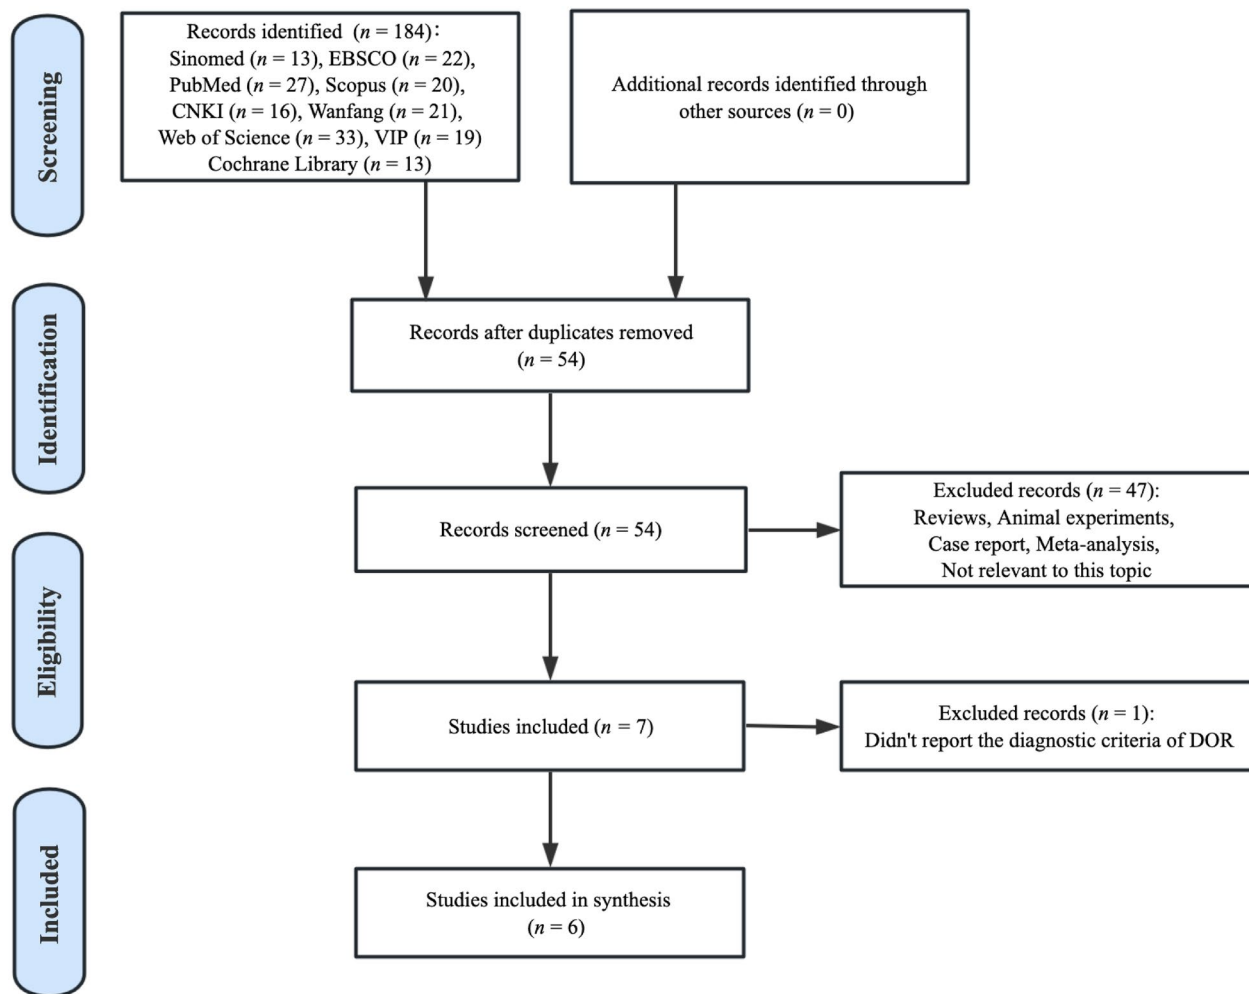 Screening
Records identified (n = 184):
Sinomed (n = 13), EBSCO (n = 22),
PubMed (n = 27), Scopus (n = 20),
CNKI (n = 16), Wanfang (n = 21),
Web of Science (n = 33), VIP (n = 19)
Cochrane Library (n = 13)
Additional records identified through
other sources (n = 0)
Identification
Records after duplicates removed
(n = 54)
Records screened (n = 54)
Excluded records (n = 47):
Reviews, Animal experiments,
Case report, Meta-analysis,
Not relevant to this topic
Eligibility
Studies included (n = 7)
Excluded records (n = 1):
Didn't report the diagnostic criteria of DOR
Included
Studies included in synthesis
(n = 6)